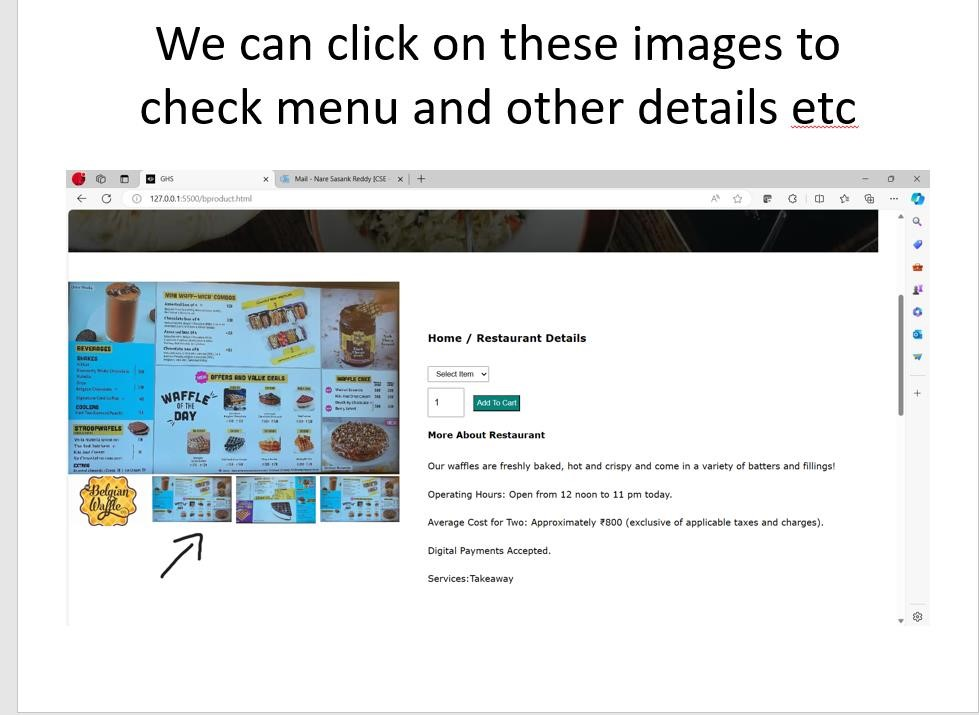 We can click on these images to
check menu and other details etc
GHS
Mail - Nare Sasank Reddy [CSE
127.0.0.1:5500/bproduct.html
MINI WAFF-WICH COMBOS
BEVERAGES
SHAKES
OFFERS AND VALUE DEALS
WAFFLE CAKE
WAFFLE
OF THE
DAY
COOLERS
STROOPWAFELS
EXTRAS
Belgian
Waffle
Home / Restaurant Details
Select Item
1
Add To Cart
More About Restaurant
Our waffles are freshly baked, hot and crispy and come in a variety of batters and fillings!
Operating Hours: Open from 12 noon to 11 pm today.
Average Cost for Two: Approximately ₹800 (exclusive of applicable taxes and charges).
Digital Payments Accepted.
Services:Takeaway